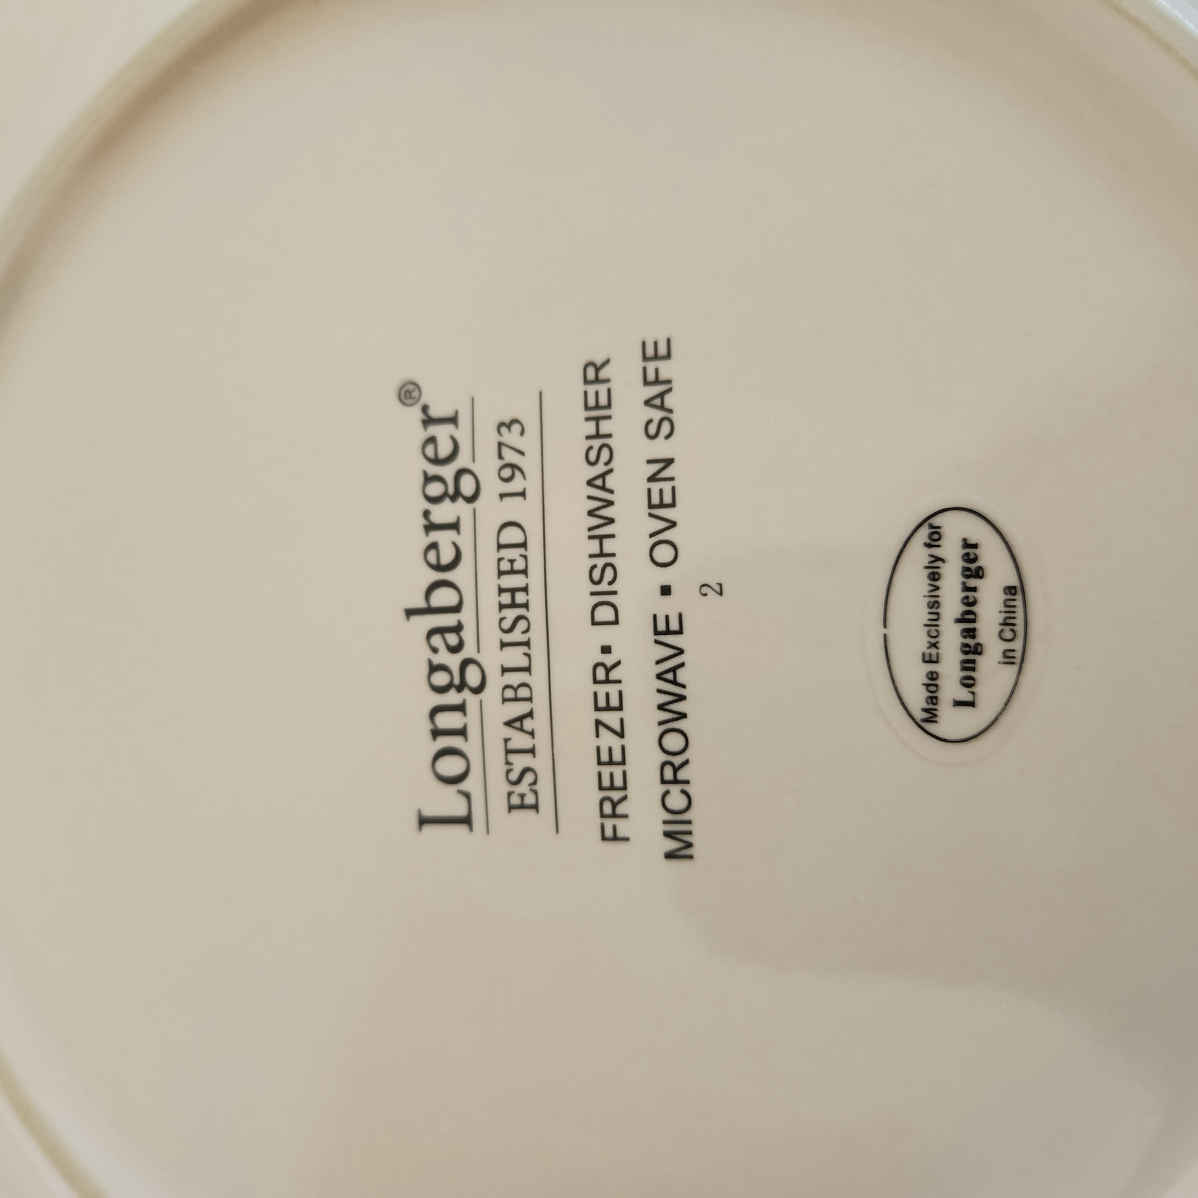 Longaberger®
ESTABLISHED 1973
FREEZER▪ DISHWASHER
MICROWAVE ▪ OVEN SAFE
2
Made Exclusively for
Longaberger
in China